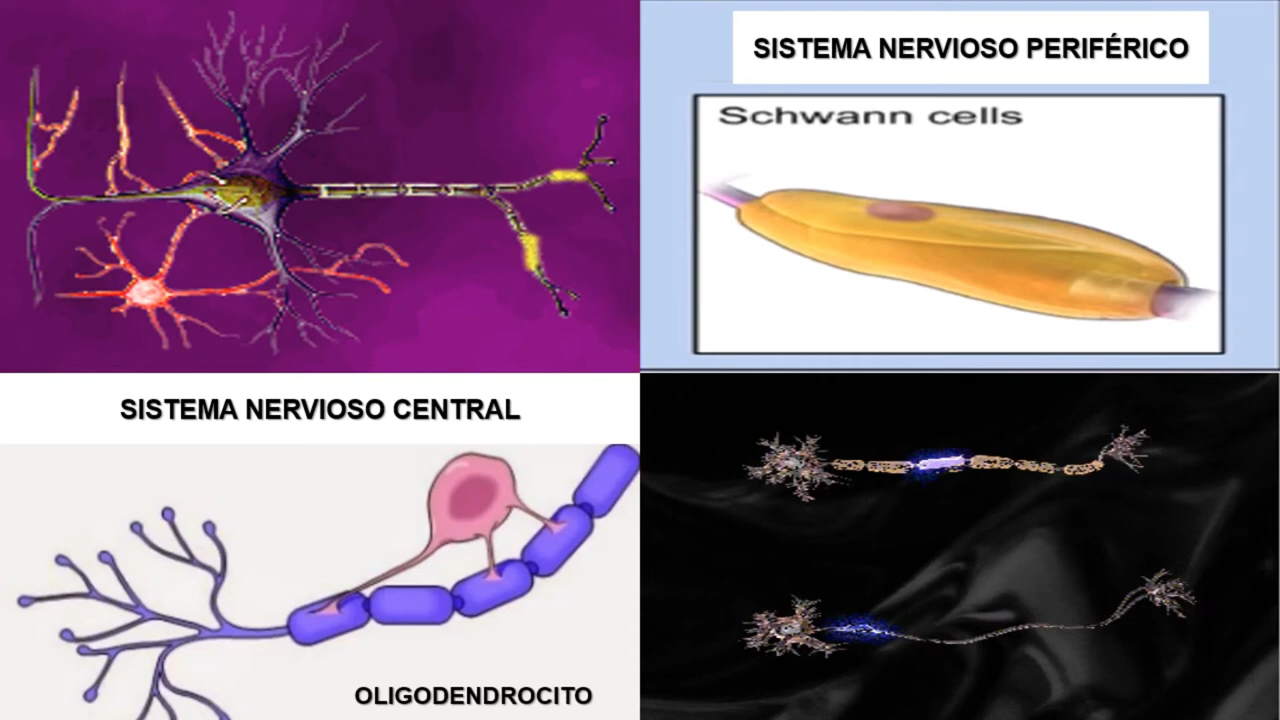 SISTEMA NERVIOSO PERIFÉRICO
Schwann cells
SISTEMA NERVIOSO CENTRAL
OLIGODENDROCITO